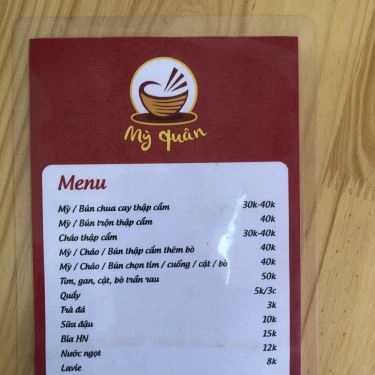 Mỳ Quân
Menu
Mỳ / Bún chua cay thập cẩm 30k-40k
Mỳ / Bún trộn thập cẩm 40k
Cháo thập cẩm 30k-40k
Mỳ / Cháo / Bún thập cẩm thêm bò 40k
Mỳ / Cháo / Bún chọn tim / cuống / cật / bò 40k
Tim, gan, cật, bò trần rau 50k
Quẩy 5k/3c
Trà đá 3k
Sữa đậu 10k
Bia HN 15k
Nước ngọt 12k
Lavie 8k